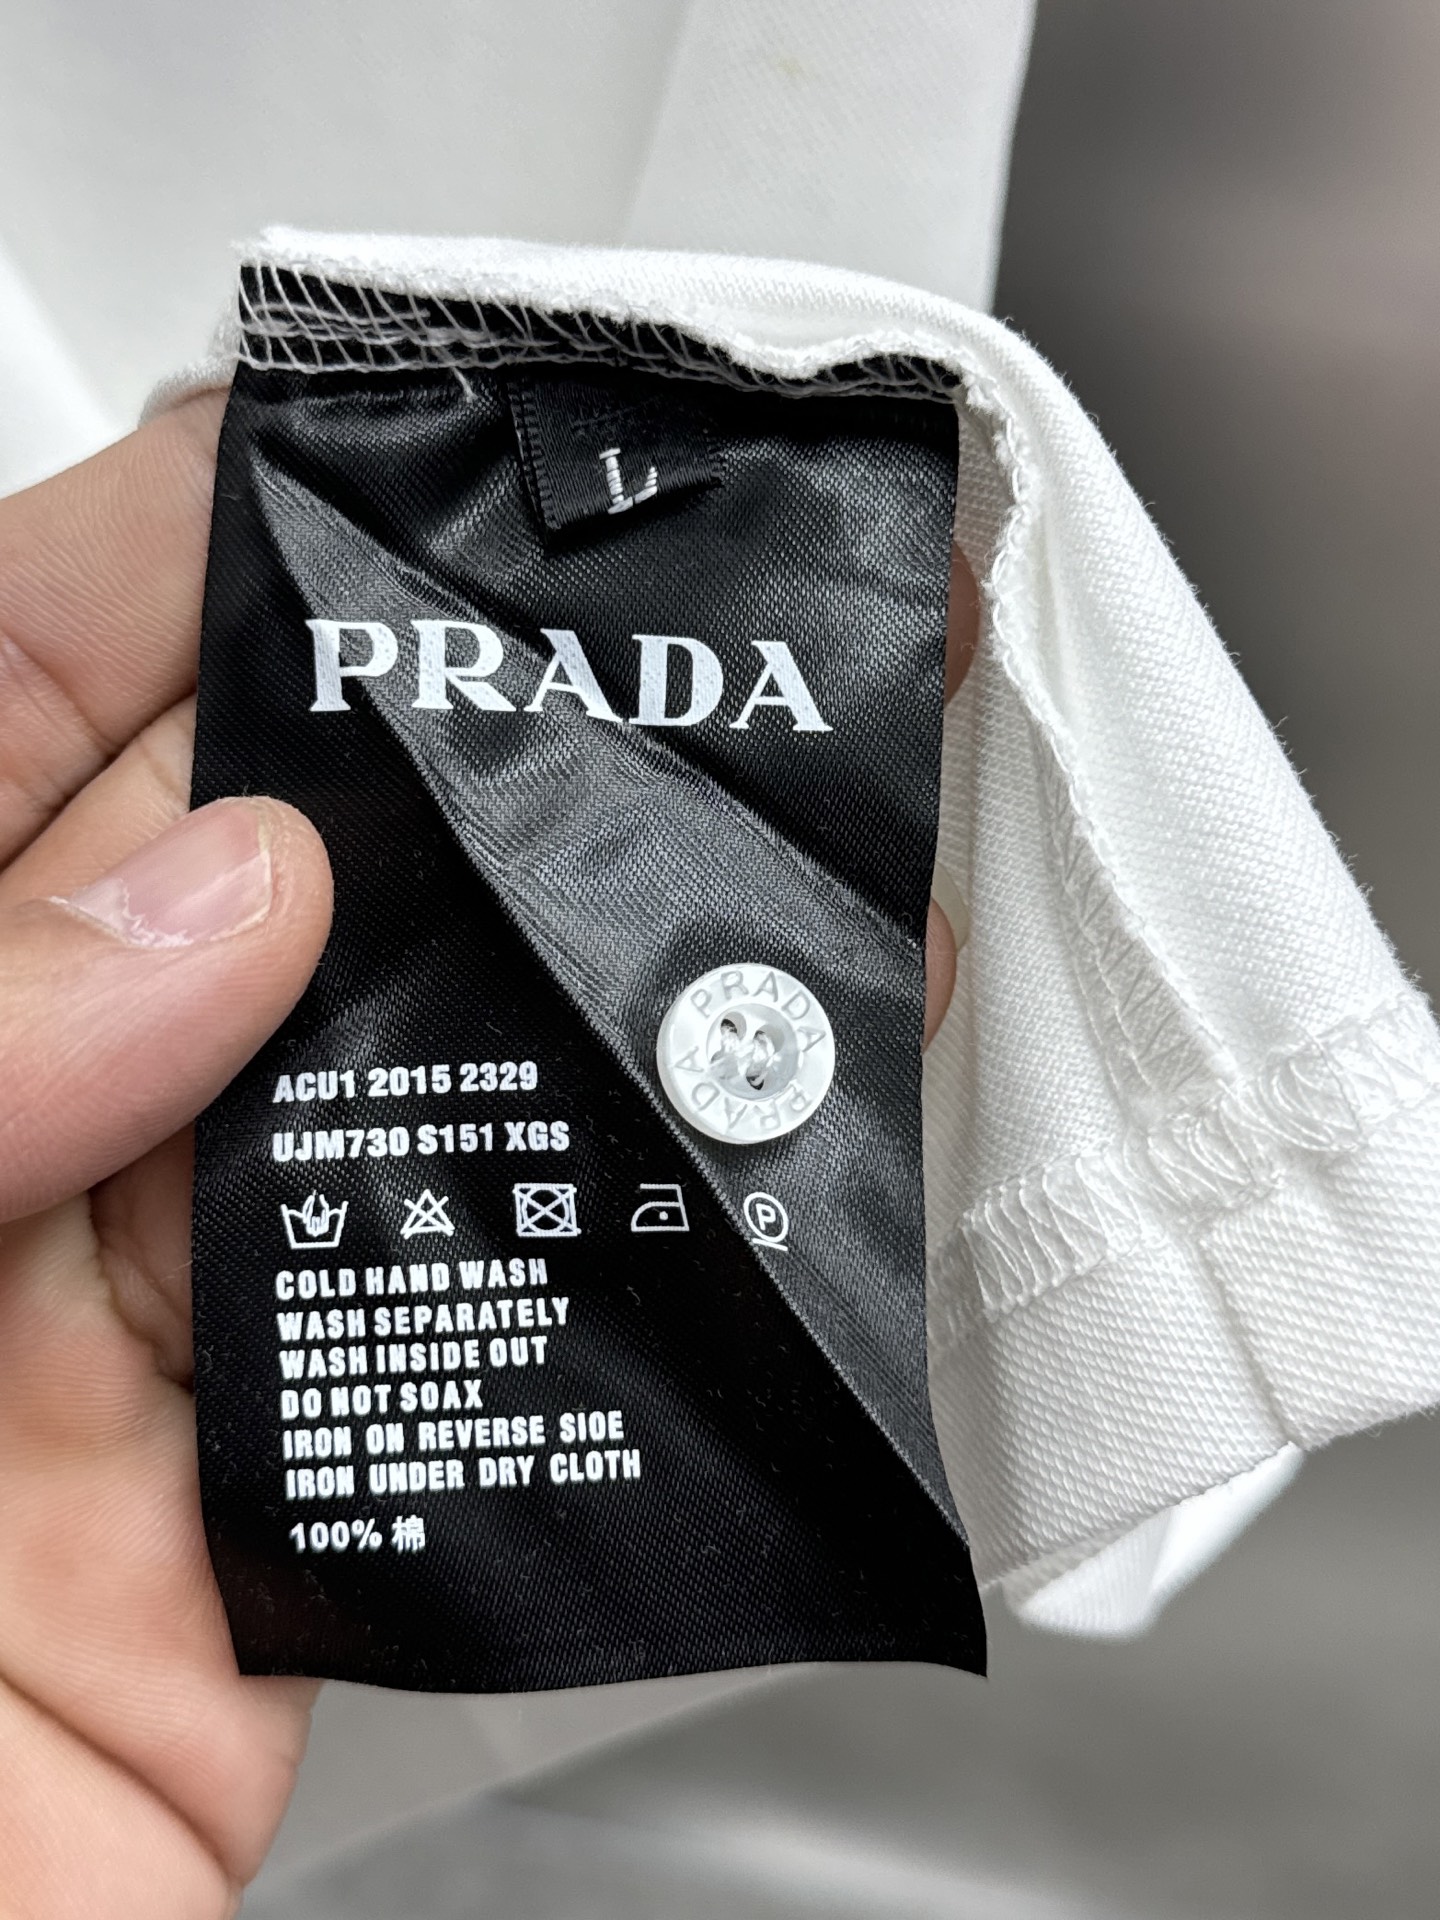 L
PRADA
PRADA PRADA
ACU1 2015 2329
UJM730 S151 XGS
P
COLD HAND WASH
WASH SEPARATELY
WASH INSIDE OUT
DO NOT SOAX
IRON ON REVERSE SIOE
IRON UNDER DRY CLOTH
100% 棉